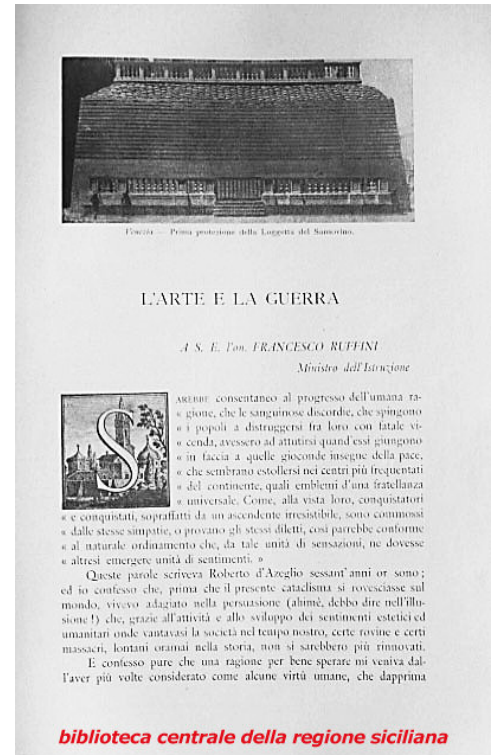 Venezia — Prima protezione della Loggetta del Sansovino.
L'ARTE E LA GUERRA
A S. E. l'on. FRANCESCO RUFFINI
Ministro dell'Istruzione
SAREBBE consentaneo al progresso dell'umana ra-
« gione, che le sanguinose discordie, che spingono
« i popoli a distruggersi fra loro con fatale vi-
« cenda, avessero ad attutirsi quand'essi giungono
« in faccia a quelle gioconde insegne della pace,
« che sembrano estollersi nei centri più frequentati
« del continente, quali emblemi d'una fratellanza
« universale. Come, alla vista loro, conquistatori
« e conquistati, sopraffatti da un ascendente irresistibile, sono commossi
« dalle stesse simpatie, o provano gli stessi diletti, così parrebbe conforme
« al naturale ordinamento che, da tale unità di sensazioni, ne dovesse
« altresì emergere unità di sentimenti. »
Queste parole scriveva Roberto d'Azeglio sessant'anni or sono ;
ed io confesso che, prima che il presente cataclisma si rovesciasse sul
mondo, vivevo adagiato nella persuasione (ahimè, debbo dire nell'illu-
sione !) che, grazie all'attività e allo sviluppo dei sentimenti estetici ed
umanitari onde vantavasi la società nel tempo nostro, certe rovine e certi
massacri, lontani oramai nella storia, non si sarebbero più rinnovati.
E confesso pure che una ragione per bene sperare mi veniva dal-
l'aver più volte considerato come alcune virtù umane, che dapprima
biblioteca centrale della regione siciliana